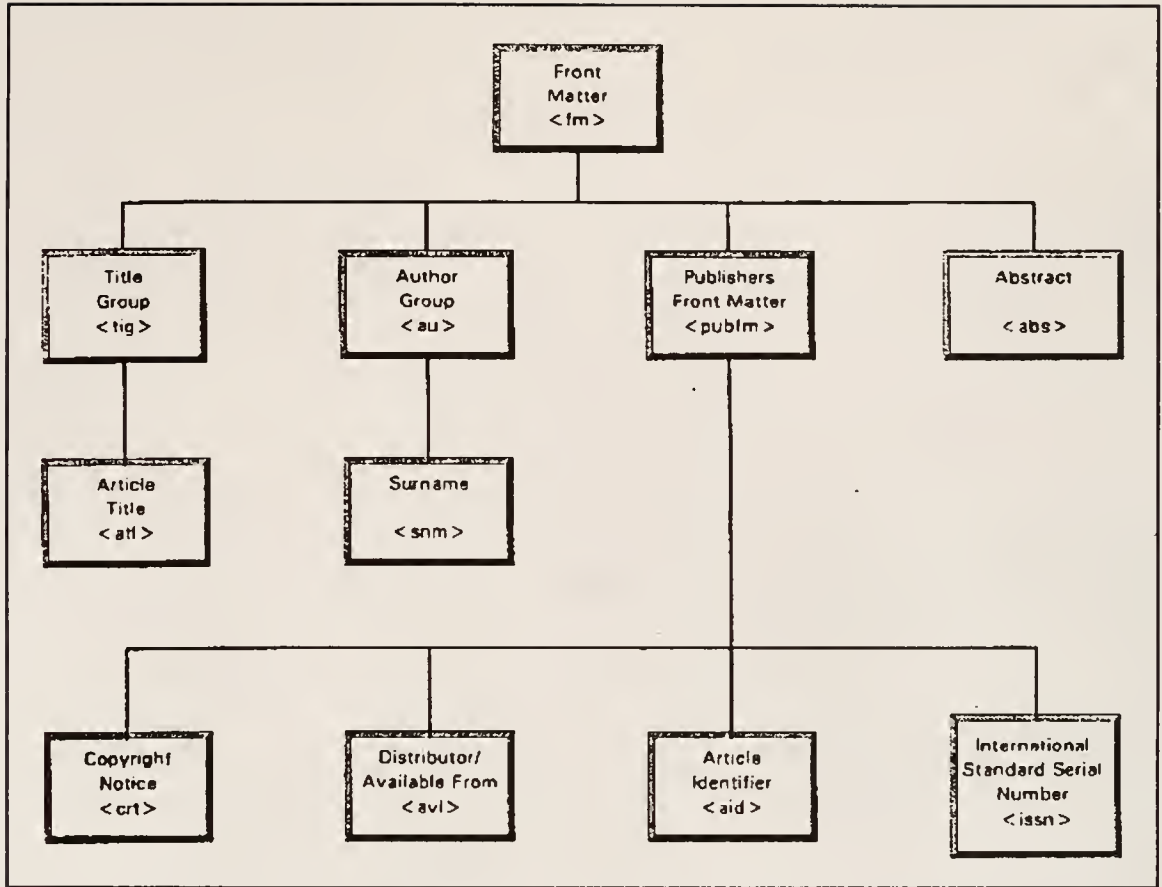 Front
Matter
<fm>
Title
Group
<tig>
Author
Group
<au>
Publishers
Front Matter
<pubfm>
Abstract
<abs>
Article
Title
<atl>
Surname
<snm>
Copyright
Notice
<crt>
Distributor/
Available From
<avl>
Article
Identifier
<aid>
International
Standard Serial
Number
<issn>